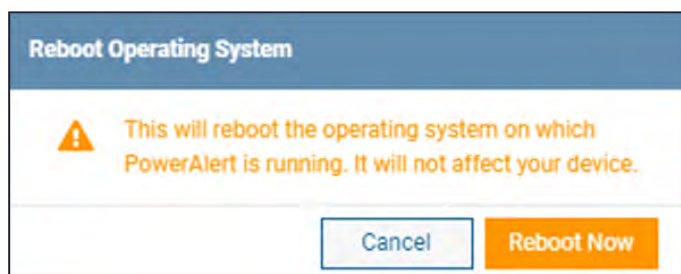 Reboot Operating System
This will reboot the operating system on which
PowerAlert is running. It will not affect your device.
Cancel
Reboot Now